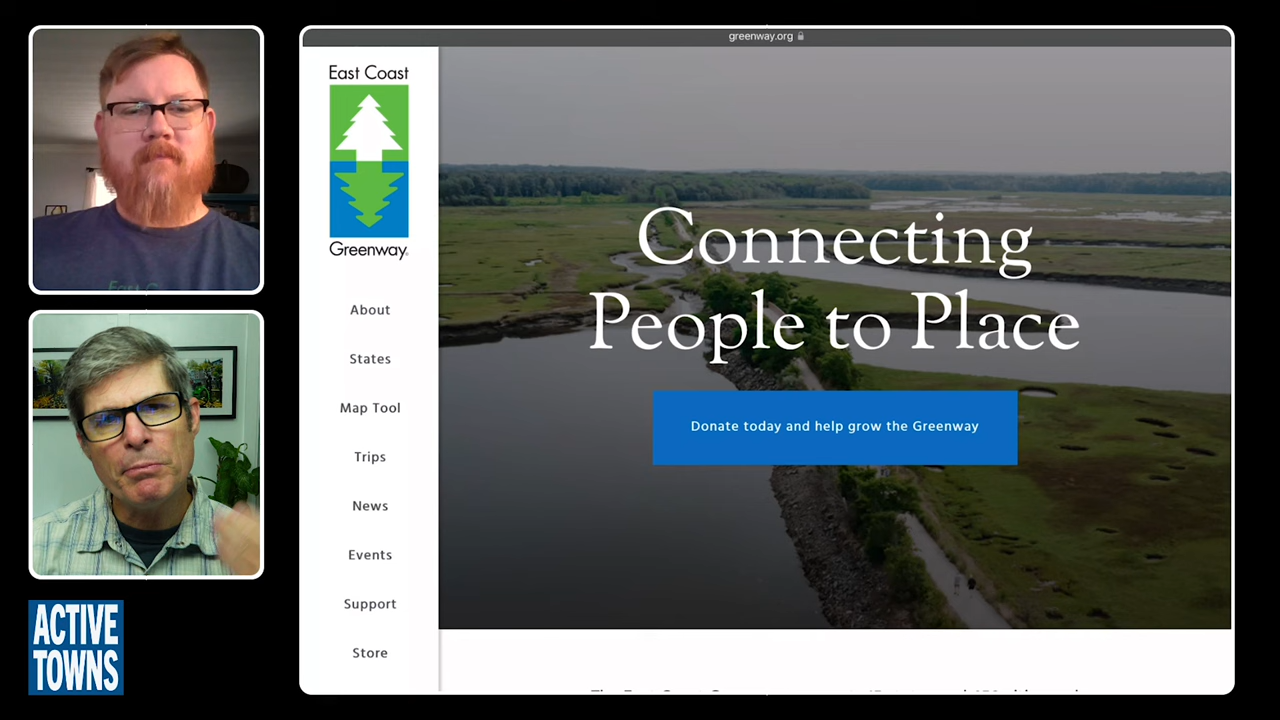 greenway.org
East Coast
Greenway®
About
States
Map Tool
Trips
News
Events
Support
Store
Connecting
People to Place
Donate today and help grow the Greenway
ACTIVE
TOWNS